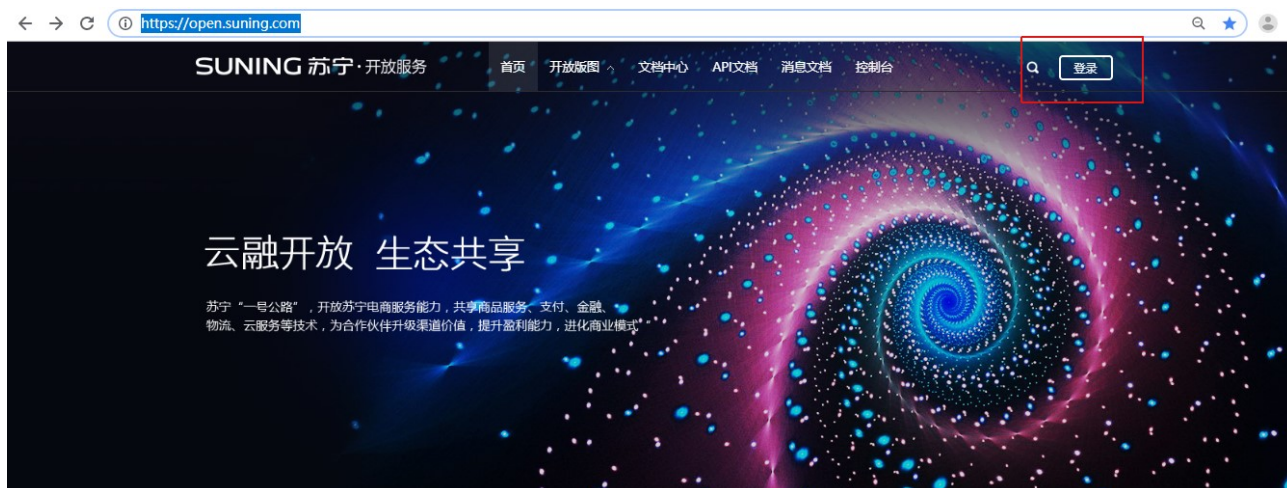 https://open.suning.com
SUNING 苏宁·开放服务 首页 开放版图 文档中心 API文档 消息文档 控制台 登录
云融开放 生态共享
苏宁“一号公路”,开放苏宁电商服务能力,共享商品服务、支付、金融、
物流、云服务等技术,为合作伙伴升级渠道价值,提升盈利能力,进化商业模式